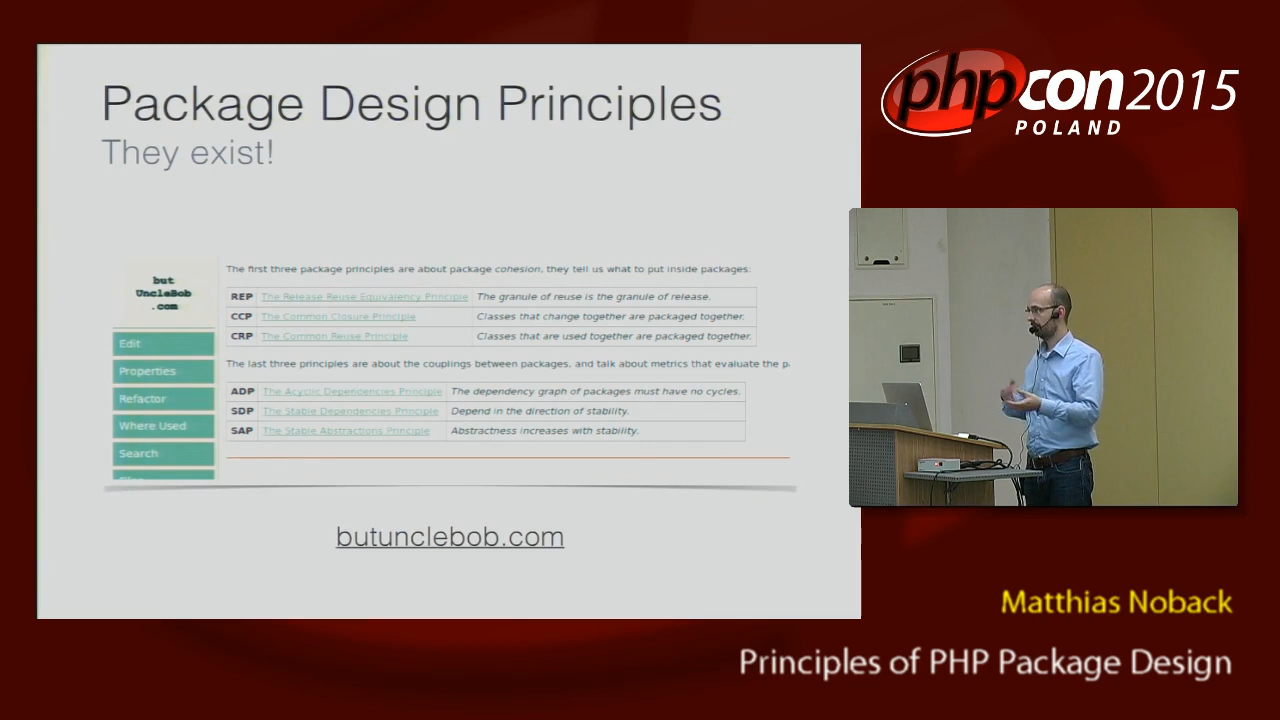 Package Design Principles
They exist!
but
UncleBob
.com
Edit
Properties
Refactor
Where Used
Search
The first three package principles are about package cohesion, they tell us what to put inside packages:
REP The Release Reuse Equivalency Principle The granule of reuse is the granule of release.
CCP The Common Closure Principle Classes that change together are packaged together.
CRP The Common Reuse Principle Classes that are used together are packaged together.
The last three principles are about the couplings between packages, and talk about metrics that evaluate the p
ADP The Acyclic Dependencies Principle The dependency graph of packages must have no cycles.
SDP The Stable Dependencies Principle Depend in the direction of stability.
SAP The Stable Abstractions Principle Abstractness increases with stability.
butunclebob.com
phpcon2015
POLAND
Matthias Noback
Principles of PHP Package Design